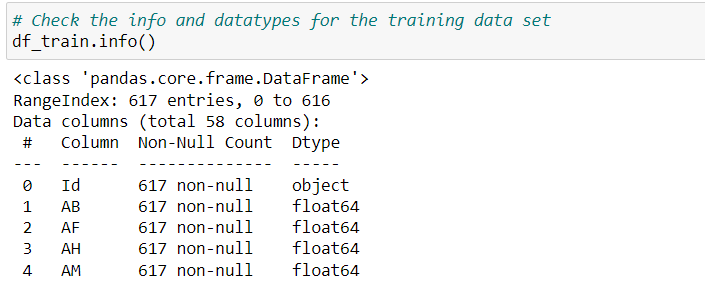 # Check the info and datatypes for the training data set
df_train.info()
<class 'pandas.core.frame.DataFrame'>
RangeIndex: 617 entries, 0 to 616
Data columns (total 58 columns):
 #   Column  Non-Null Count  Dtype
---  ------  --------------  -----
 0   Id      617 non-null    object
 1   AB      617 non-null    float64
 2   AF      617 non-null    float64
 3   AH      617 non-null    float64
 4   AM      617 non-null    float64